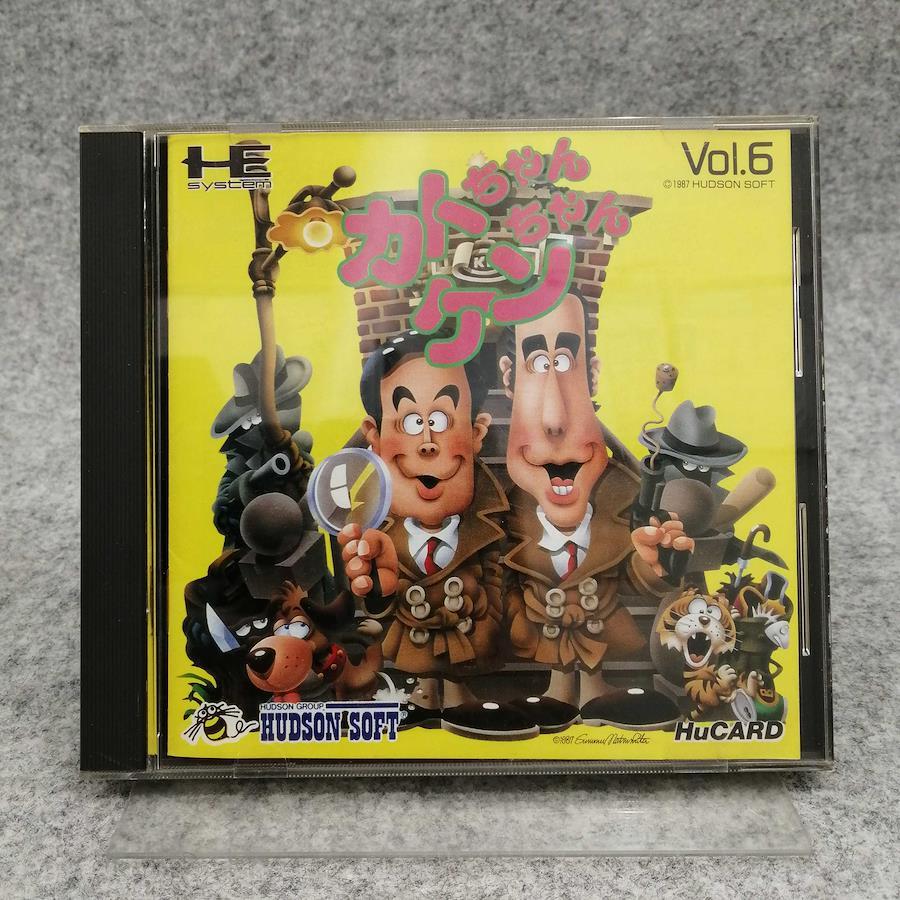 HE
system
Vol.6
©1987 HUDSON SOFT
カトちゃん
ケンちゃん
HUDSON GROUP
HUDSON SOFT®
HuCARD
©1987